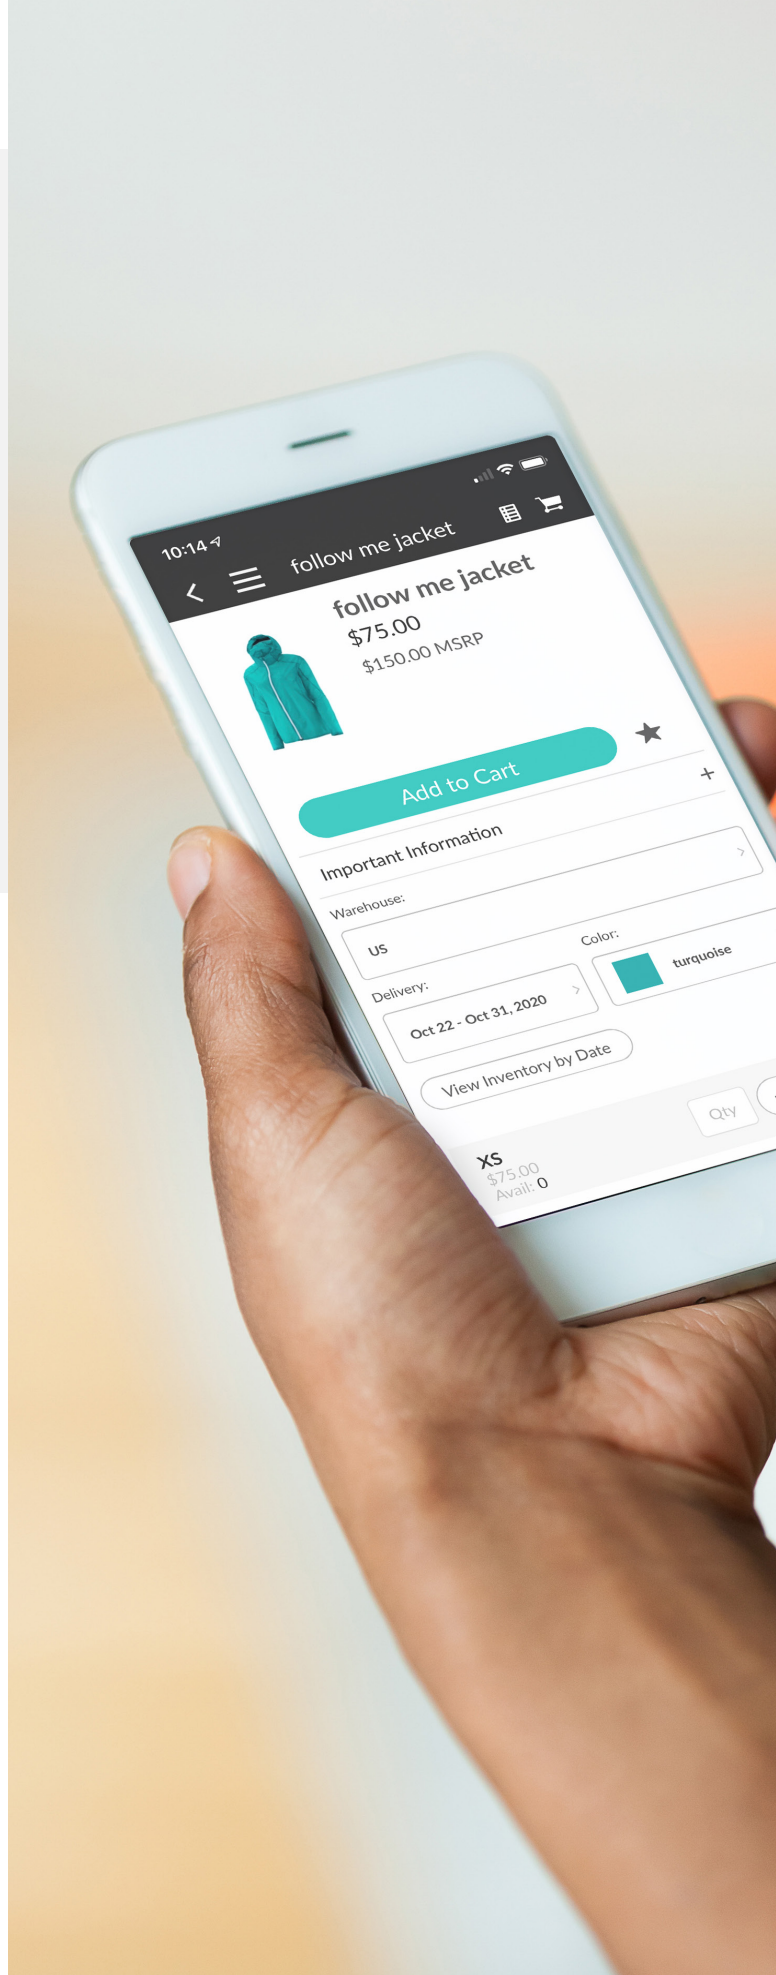 10:14
follow me jacket
follow me jacket
$75.00
$150.00 MSRP
Add to Cart
Important Information
Warehouse:
US
Delivery:
Color:
Oct 22 - Oct 31, 2020
turquoise
View Inventory by Date
XS
$75.00
Avail: 0
Qty